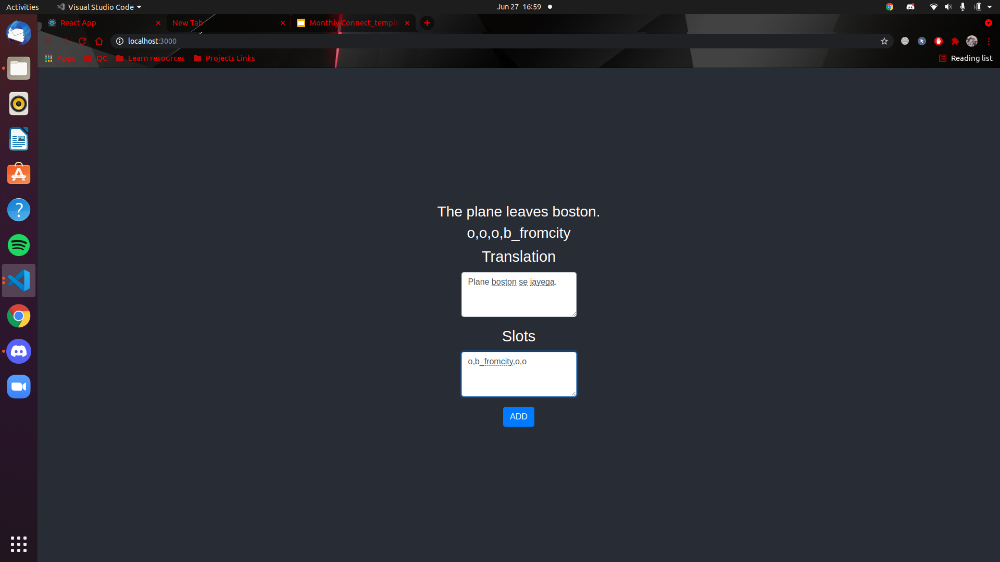 Activities
Visual Studio Code
Jun 27 16:59
React App
New Tab
Monthly Connect_templa
localhost:3000
Apps
QC
Learn resources
Projects Links
Reading list
The plane leaves boston.
o,o,o,b_fromcity
Translation
Plane boston se jayega.
Slots
o,b_fromcity,o,o
ADD